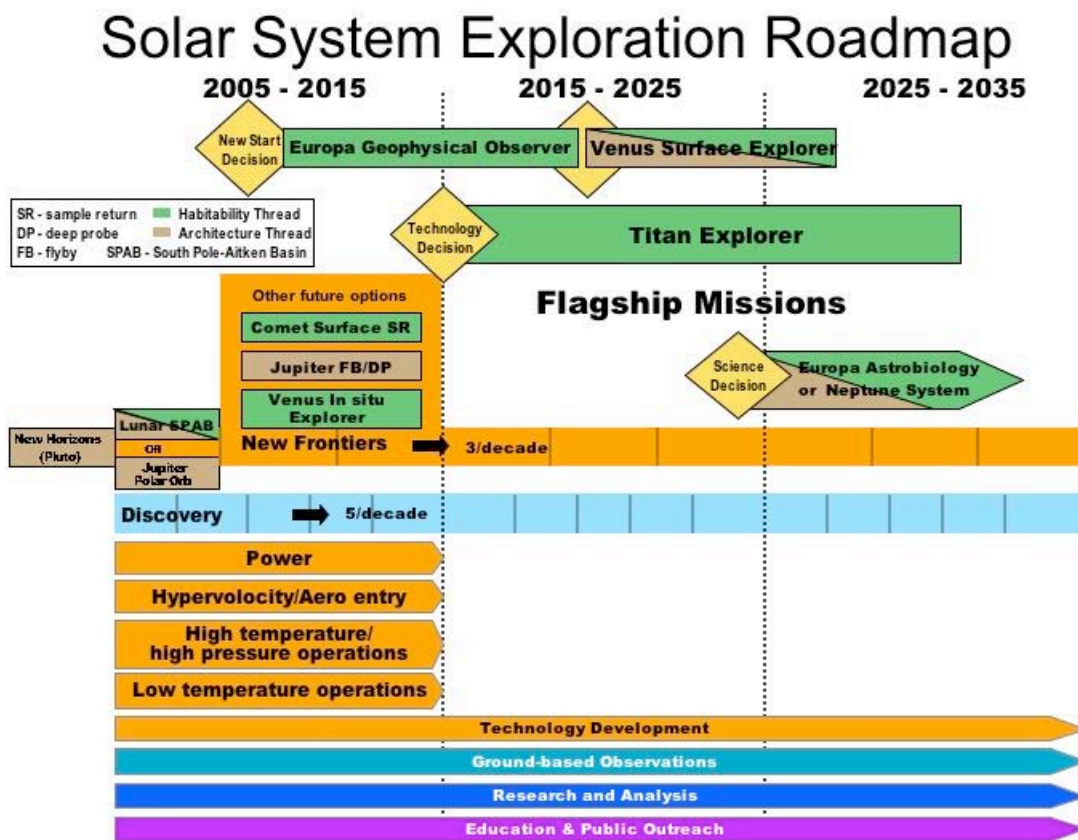 Solar System Exploration Roadmap
2005 - 2015
2015 - 2025
2025 - 2035
New Start
Decision
Europa Geophysical Observer
Venus Surface Explorer
SR - sample return
Habitability Thread
DP - deep probe
Architecture Thread
FB - flyby
SPAB - South Pole-Aitken Basin
Technology
Decision
Titan Explorer
Other future options
Comet Surface SR
Jupiter FB/DP
Venus In situ
Explorer
Flagship Missions
Science
Decision
Europa Astrobiology
or Neptune System
New Horizons
(Pluto)
Lunar SPAB
OR
Jupiter
Polar Orb
New Frontiers
3/decade
Discovery
5/decade
Power
Hypervolocity/Aero entry
High temperature/
high pressure operations
Low temperature operations
Technology Development
Ground-based Observations
Research and Analysis
Education & Public Outreach